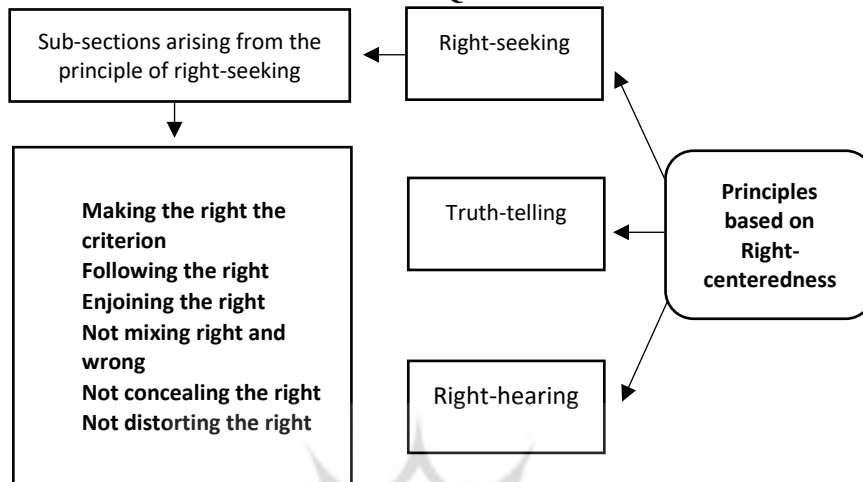 Sub-sections arising from the
principle of right-seeking
Right-seeking
Making the right the
criterion
Following the right
Enjoining the right
Not mixing right and
wrong
Not concealing the right
Not distorting the right
Truth-telling
Right-hearing
Principles
based on
Right-
centeredness